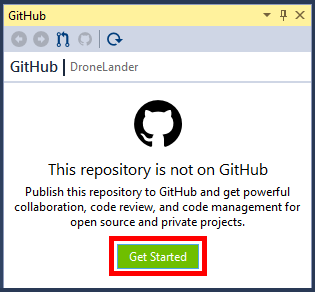 GitHub
GitHub | DroneLander
This repository is not on GitHub
Publish this repository to GitHub and get powerful
collaboration, code review, and code management for
open source and private projects.
Get Started